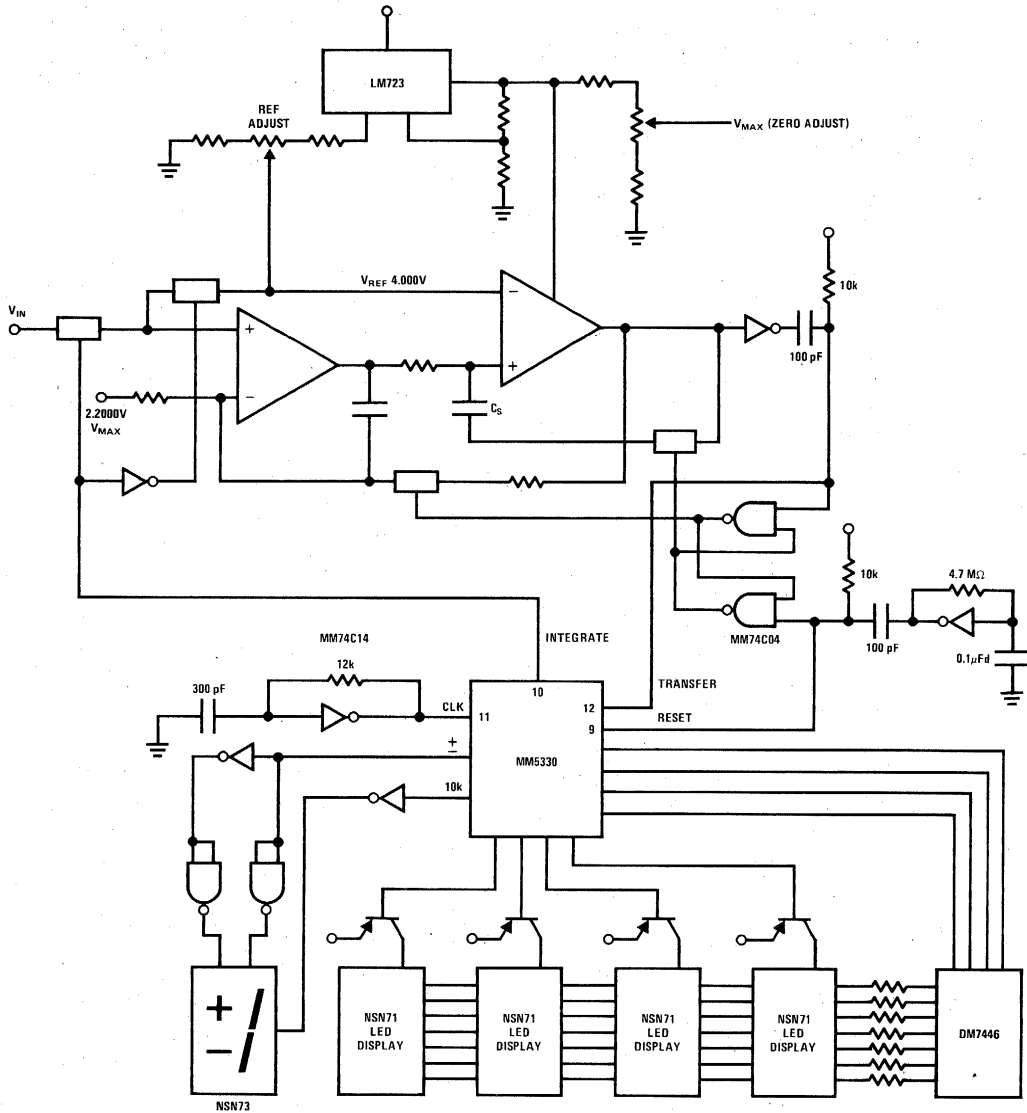 LM723
REF
ADJUST
VMAX (ZERO ADJUST)
VREF 4.000V
10k
VIN
+
−
−
+
100 pF
CS
2.2000V
VMAX
10k
4.7 MΩ
MM74C04
100 pF
0.1μFd
MM74C14
INTEGRATE
12k
300 pF
TRANSFER
CLK
10
11
12
RESET
9
±
MM5330
10k
+/
−/
NSN73
NSN71
LED
DISPLAY
NSN71
LED
DISPLAY
NSN71
LED
DISPLAY
NSN71
LED
DISPLAY
DM7446